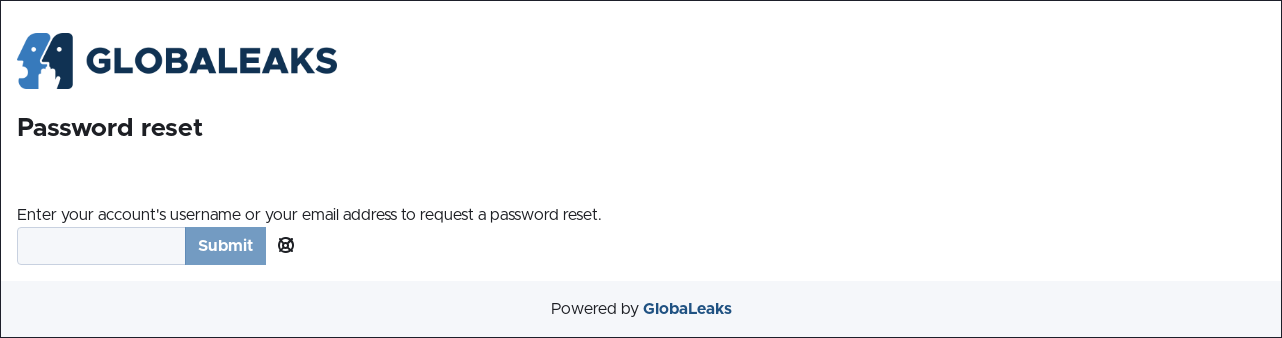 GLOBALEAKS
Password reset
Enter your account's username or your email address to request a password reset.
Submit
Powered by GlobaLeaks